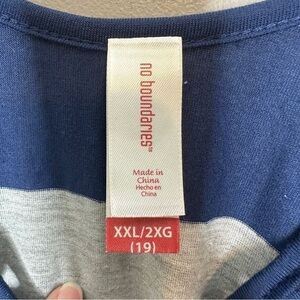 no boundaries™
Made in
China
Hecho en
China
XXL/2XG
(19)